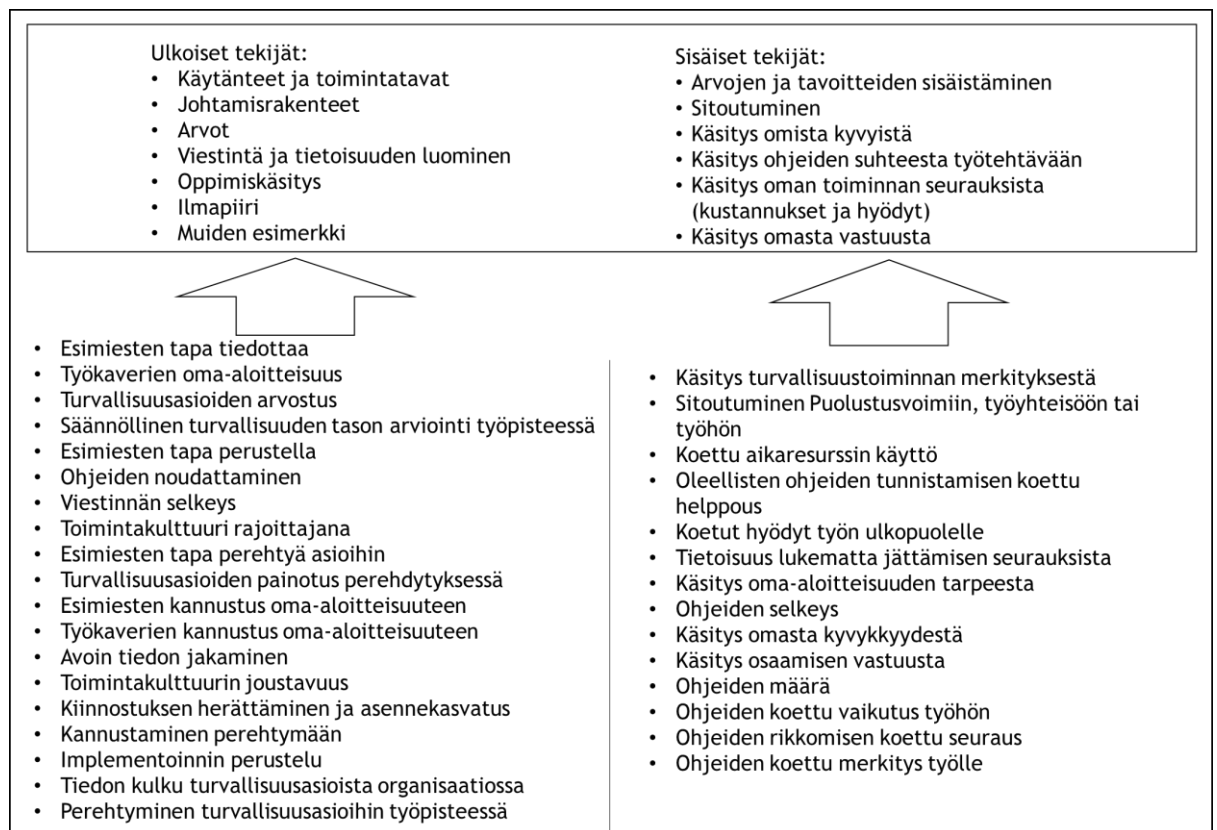 Ulkoiset tekijät:
• Käytänteet ja toimintatavat
• Johtamisrakenteet
• Arvot
• Viestintä ja tietoisuuden luominen
• Oppimiskäsitys
• Ilmapiiri
• Muiden esimerkki
Sisäiset tekijät:
• Arvojen ja tavoitteiden sisäistäminen
• Sitoutuminen
• Käsitys omista kyvyistä
• Käsitys ohjeiden suhteesta työtehtävään
• Käsitys oman toiminnan seurauksista
(kustannukset ja hyödyt)
• Käsitys omasta vastuusta
• Esimiesten tapa tiedottaa
• Työkaverien oma-aloitteisuus
• Turvallisuusasioiden arvostus
• Säännöllinen turvallisuuden tason arviointi työpisteessä
• Esimiesten tapa perustella
• Ohjeiden noudattaminen
• Viestinnän selkeys
• Toimintakulttuuri rajoittajana
• Esimiesten tapa perehtyä asioihin
• Turvallisuusasioiden painotus perehdytyksessä
• Esimiesten kannustus oma-aloitteisuuteen
• Työkaverien kannustus oma-aloitteisuuteen
• Avoin tiedon jakaminen
• Toimintakulttuurin joustavuus
• Kiinnostuksen herättäminen ja asennekasvatus
• Kannustaminen perehtymään
• Implementoinnin perustelu
• Tiedon kulku turvallisuusasioista organisaatiossa
• Perehtyminen turvallisuusasioihin työpisteessä
• Käsitys turvallisuustoiminnan merkityksestä
• Sitoutuminen Puolustusvoimiin, työyhteisöön tai
työhön
• Koettu aikaresurssin käyttö
• Oleellisten ohjeiden tunnistamisen koettu
helppous
• Koetut hyödyt työn ulkopuolelle
• Tietoisuus lukematta jättämisen seurauksista
• Käsitys oma-aloitteisuuden tarpeesta
• Ohjeiden selkeys
• Käsitys omasta kyvykkyydestä
• Käsitys osaamisen vastuusta
• Ohjeiden määrä
• Ohjeiden koettu vaikutus työhön
• Ohjeiden rikkomisen koettu seuraus
• Ohjeiden koettu merkitys työlle